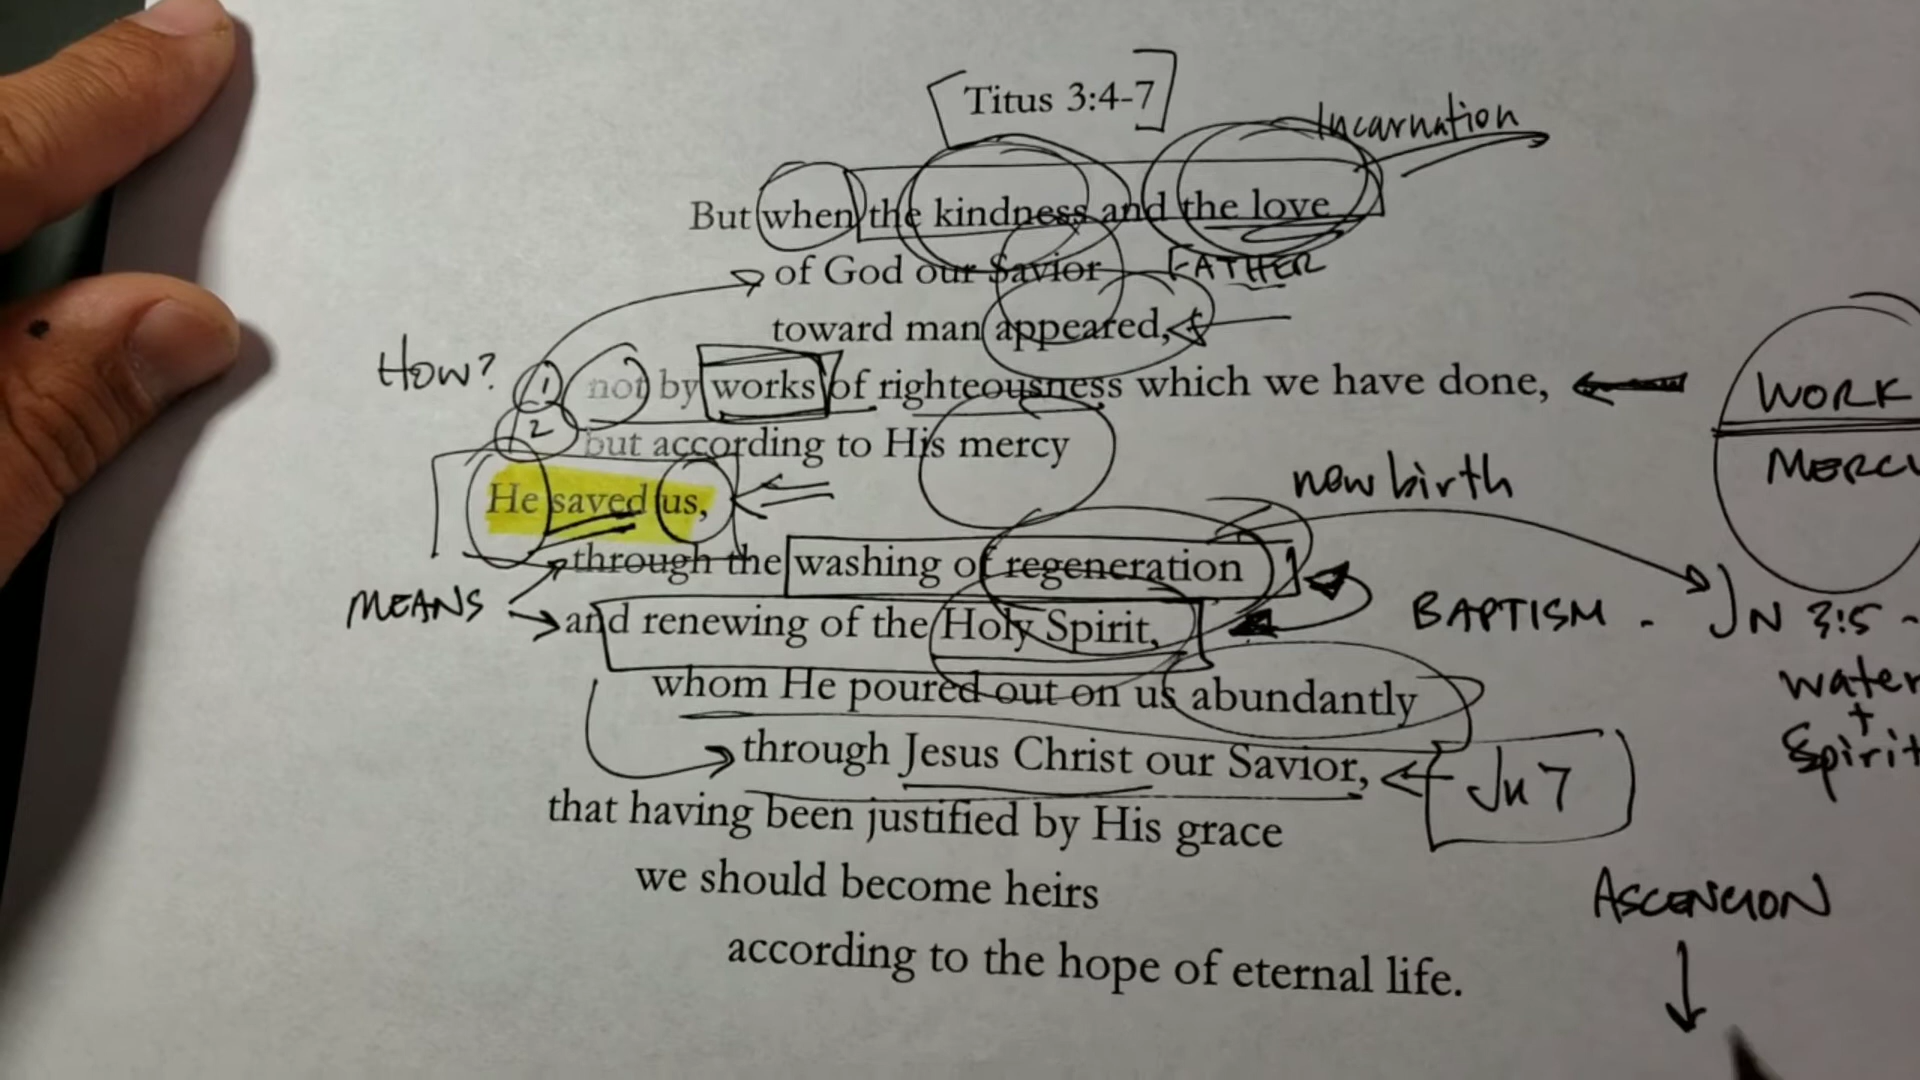 Titus 3:4-7
Incarnation
But when the kindness and the love
of God our Savior
FATHER
toward man appeared,
How?
1 not by works of righteousness which we have done,
WORK
2 but according to His mercy
MERCY
He saved us,
new birth
through the washing of regeneration
MEANS
and renewing of the Holy Spirit,
BAPTISM - JN 3:5 -
water
+
Spirit
whom He poured out on us abundantly
through Jesus Christ our Savior,
Jn 7
that having been justified by His grace
we should become heirs
ASCENCION
according to the hope of eternal life.